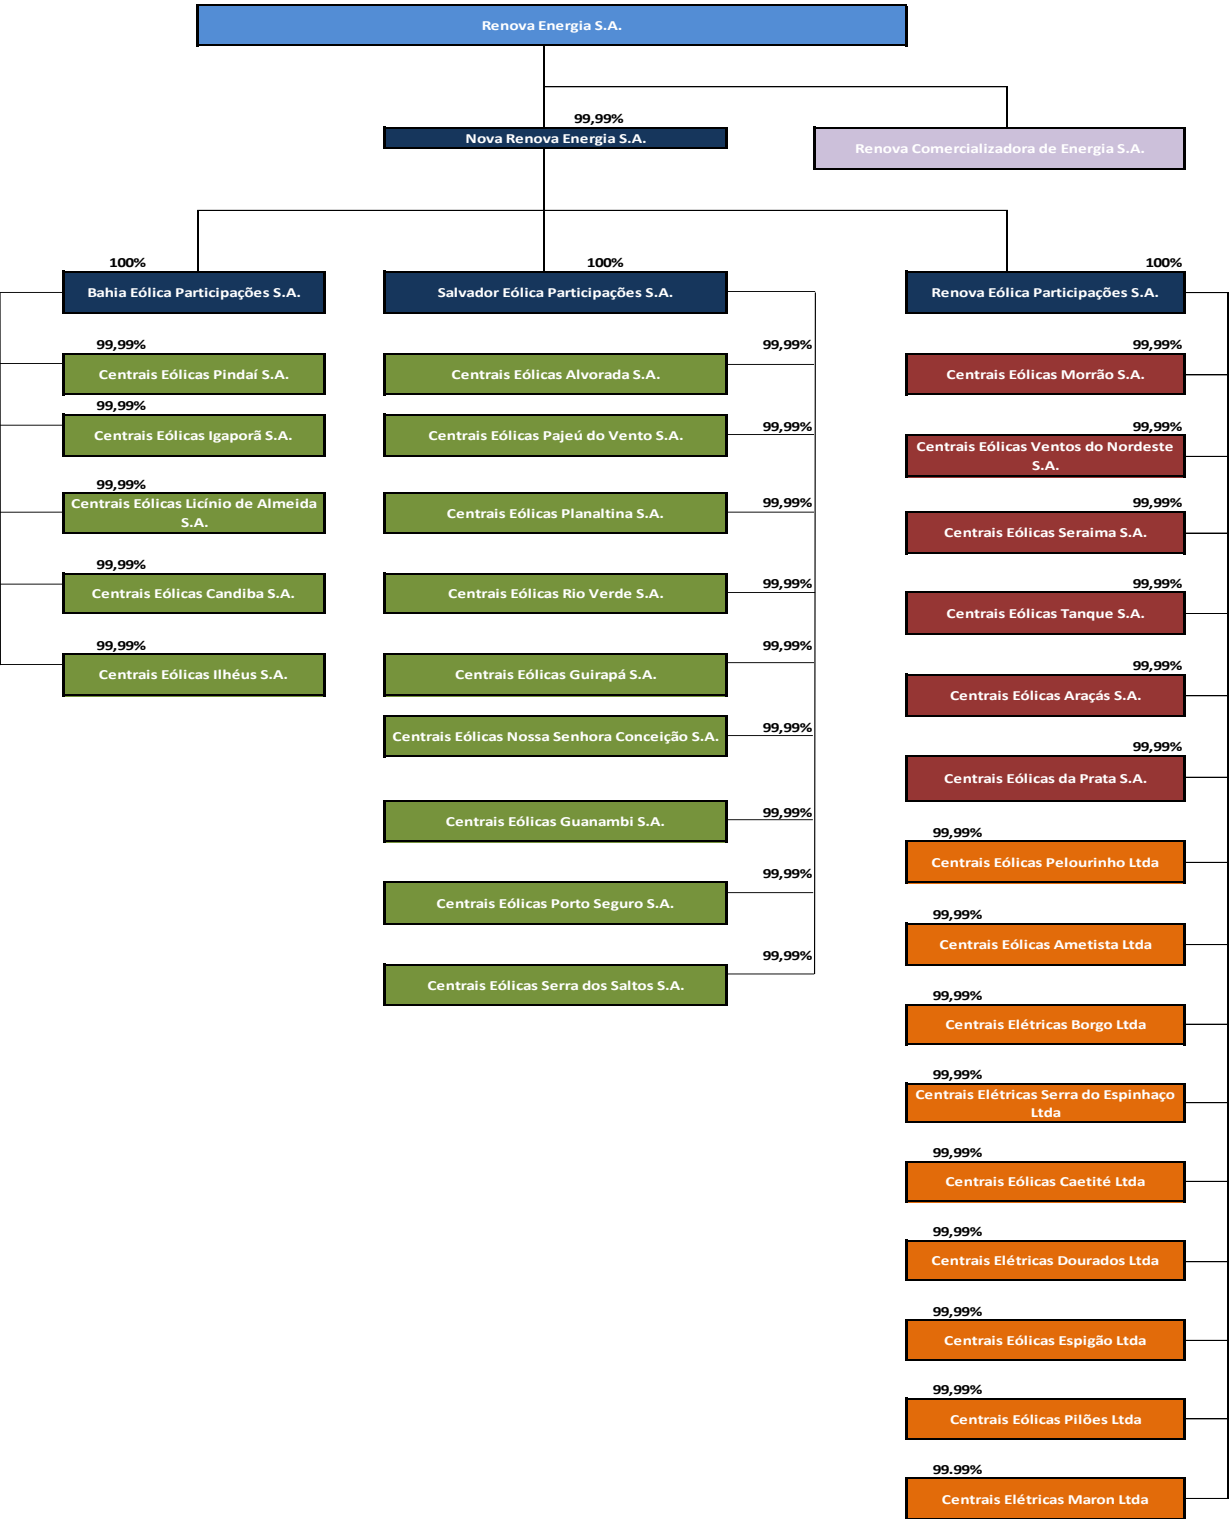 Renova Energia S.A.
99,99%
Nova Renova Energia S.A.
Renova Comercializadora de Energia S.A.
100%
Bahia Eólica Participações S.A.
99,99%
Centrais Eólicas Pindaí S.A.
99,99%
Centrais Eólicas Igaporã S.A.
99,99%
Centrais Eólicas Licínio de Almeida
S.A.
99,99%
Centrais Eólicas Candiba S.A.
99,99%
Centrais Eólicas Ilhéus S.A.
100%
Salvador Eólica Participações S.A.
99,99%
Centrais Eólicas Alvorada S.A.
99,99%
Centrais Eólicas Pajeú do Vento S.A.
99,99%
Centrais Eólicas Planaltina S.A.
99,99%
Centrais Eólicas Rio Verde S.A.
99,99%
Centrais Eólicas Guirapá S.A.
99,99%
Centrais Eólicas Nossa Senhora Conceição S.A.
99,99%
Centrais Eólicas Guanambi S.A.
99,99%
Centrais Eólicas Porto Seguro S.A.
99,99%
Centrais Eólicas Serra dos Saltos S.A.
100%
Renova Eólica Participações S.A.
99,99%
Centrais Eólicas Morrão S.A.
99,99%
Centrais Eólicas Ventos do Nordeste
S.A.
99,99%
Centrais Eólicas Seraima S.A.
99,99%
Centrais Eólicas Tanque S.A.
99,99%
Centrais Eólicas Araçás S.A.
99,99%
Centrais Eólicas da Prata S.A.
99,99%
Centrais Eólicas Pelourinho Ltda
99,99%
Centrais Eólicas Ametista Ltda
99,99%
Centrais Elétricas Borgo Ltda
99,99%
Centrais Elétricas Serra do Espinhaço
Ltda
99,99%
Centrais Eólicas Caetité Ltda
99,99%
Centrais Elétricas Dourados Ltda
99,99%
Centrais Eólicas Espigão Ltda
99,99%
Centrais Eólicas Pilões Ltda
99.99%
Centrais Elétricas Maron Ltda